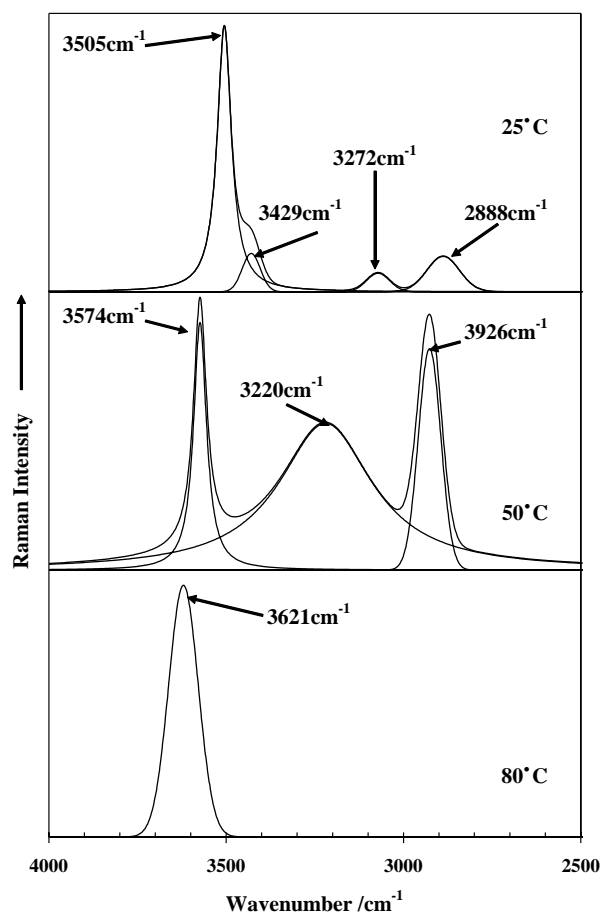 3505cm-1
25°C
3272cm-1
3429cm-1
2888cm-1
3574cm-1
3926cm-1
3220cm-1
50°C
Raman Intensity
3621cm-1
80°C
4000 3500 3000 2500
Wavenumber /cm-1